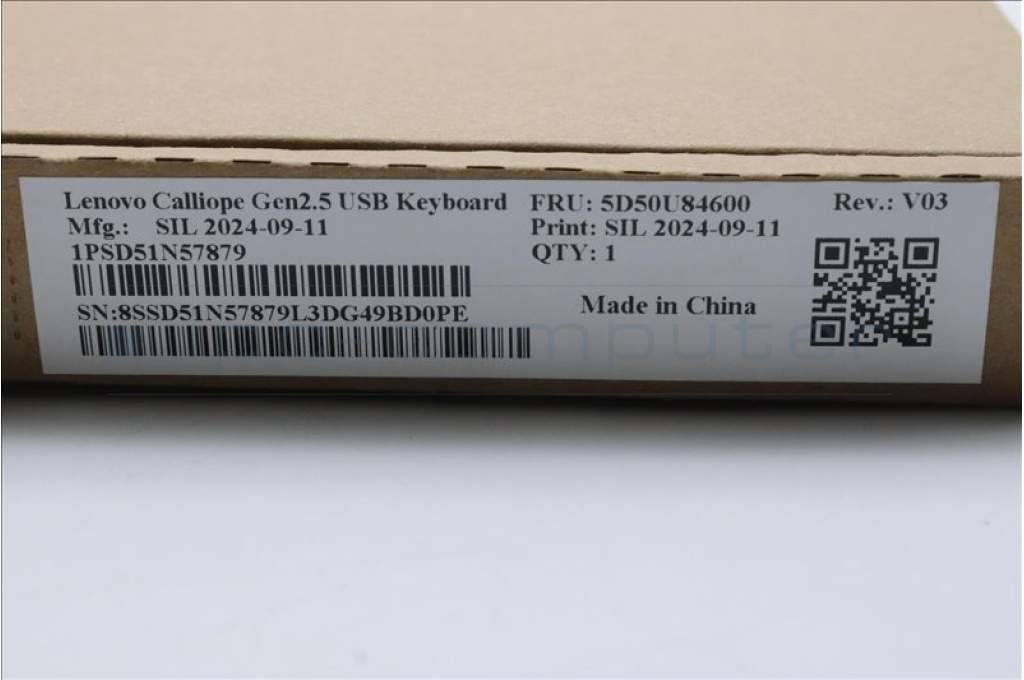 Lenovo Calliope Gen2.5 USB Keyboard FRU: 5D50U84600 Rev.: V03
Mfg.: SIL 2024-09-11 Print: SIL 2024-09-11
1PSD51N57879 QTY: 1
SN:8SSD51N57879L3DG49BD0PE Made in China
computer